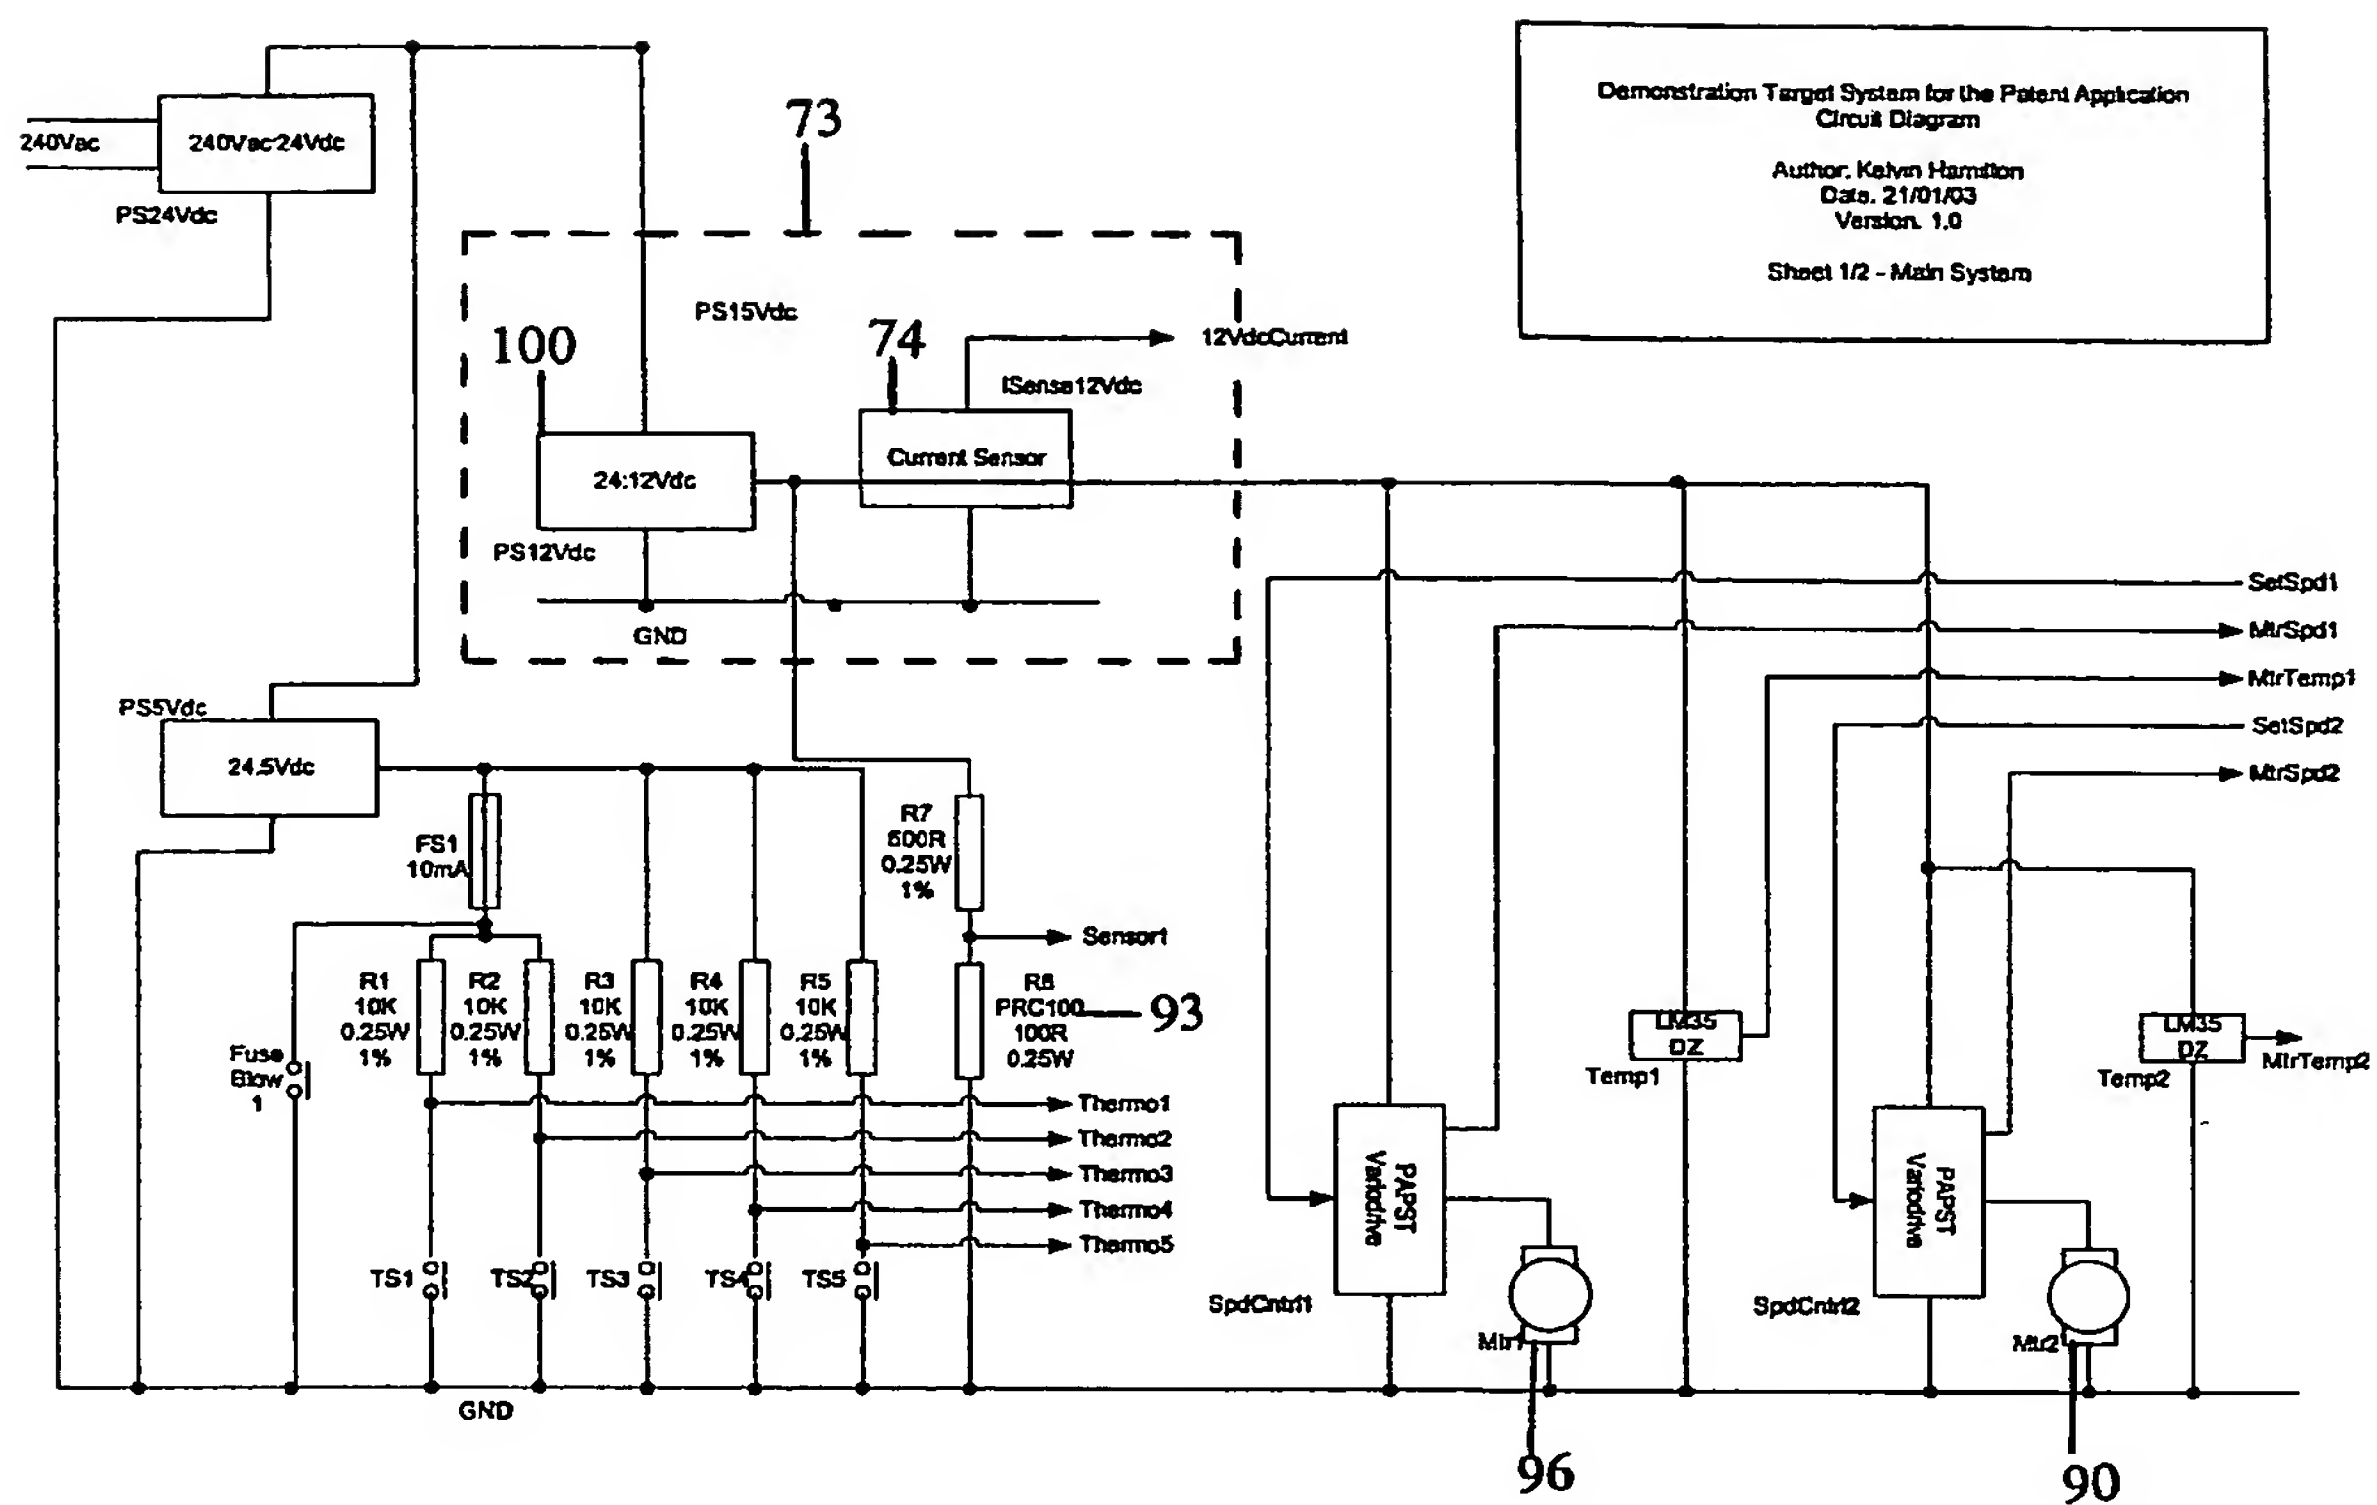 Demonstration Target System for the Patent Application
Circuit Diagram
Author. Kelvin Hamilton
Date. 21/01/03
Version. 1.0
Sheet 1/2 - Main System
240Vac
240Vac:24Vdc
PS24Vdc
73
PS15Vdc
100
74
12VdcCurrent
ISense12Vdc
Current Sensor
24:12Vdc
PS12Vdc
GND
SetSpd1
MtrSpd1
MtrTemp1
SetSpd2
MtrSpd2
PS5Vdc
24.5Vdc
FS1
10mA
R7
0.25W
1%
Sensor1
R1
10K
0.25W
1%
R2
10K
0.25W
1%
R3
10K
0.25W
1%
R4
10K
0.25W
1%
R5
10K
0.25W
1%
PRC100
100R
0.25W
93
Fuse
Blow
1
Thermo1
Thermo2
Thermo3
Thermo4
Thermo5
TS1
TS2
TS3
TS4
TS5
LM35
DZ
Temp1
LM35
DZ
Temp2
MtrTemp2
PAPST
Variodrive
SpdCntrl1
Mtr1
PAPST
Variodrive
SpdCntrl2
Mtr2
GND
96
90